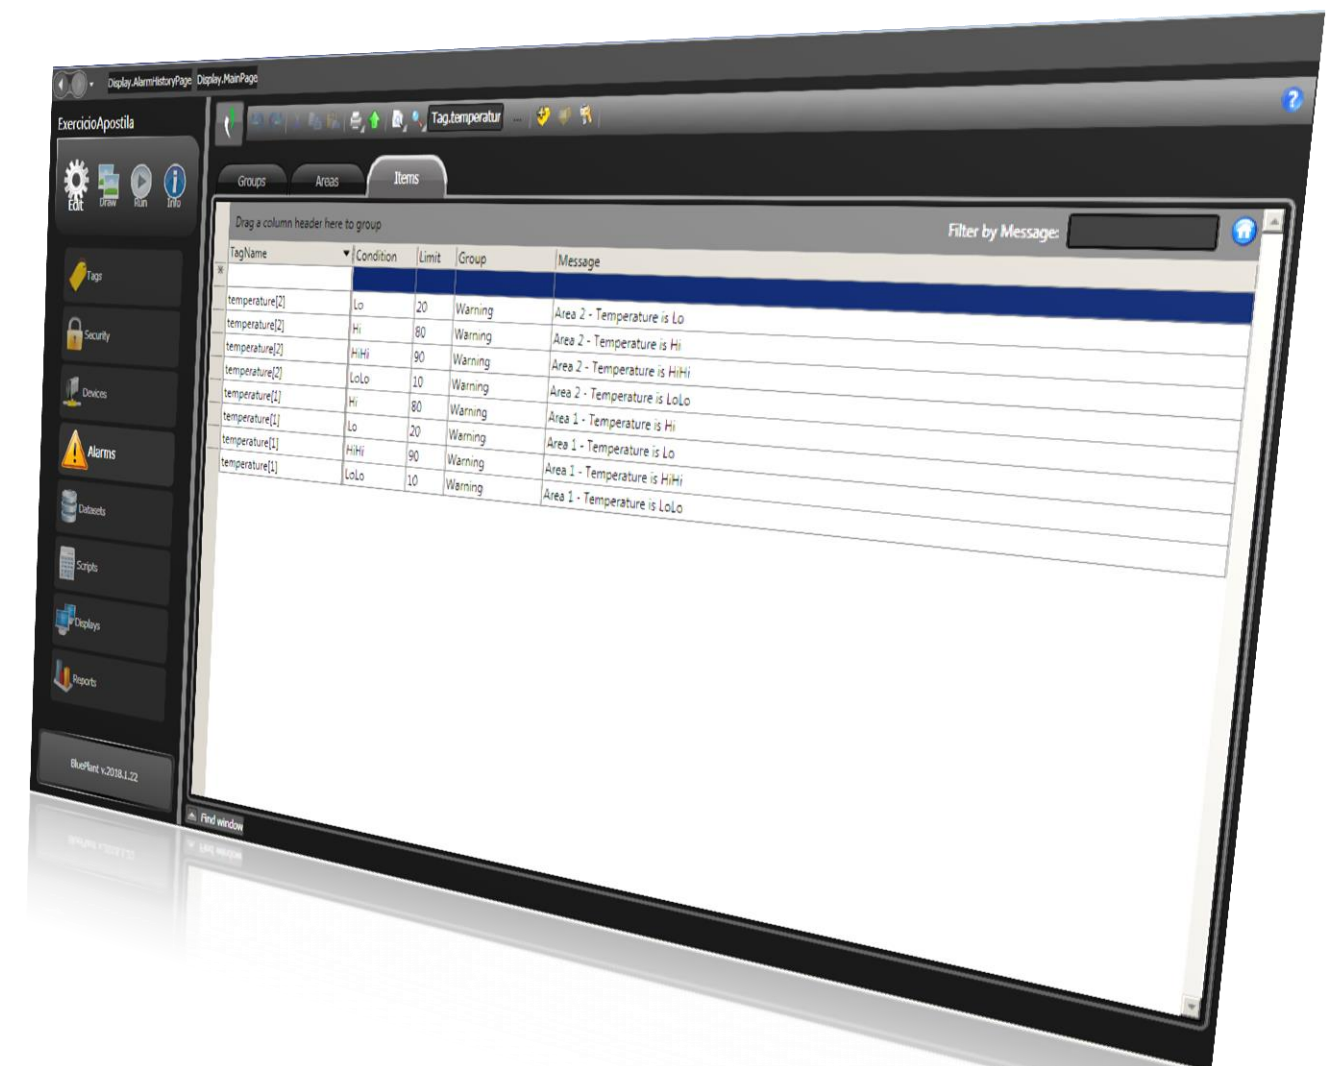 Display.AlarmHistoryPage Display.MainPage
ExercicioApostila
Tag.temperatur ...
Edit Draw Run Info
Groups Areas Items
Drag a column header here to group
Filter by Message:
TagName Condition Limit Group Message
temperature[2] Lo 20 Warning Area 2 - Temperature is Lo
temperature[2] Hi 80 Warning Area 2 - Temperature is Hi
temperature[2] HiHi 90 Warning Area 2 - Temperature is HiHi
temperature[2] LoLo 10 Warning Area 2 - Temperature is LoLo
temperature[1] Hi 80 Warning Area 1 - Temperature is Hi
temperature[1] Lo 20 Warning Area 1 - Temperature is Lo
temperature[1] HiHi 90 Warning Area 1 - Temperature is HiHi
temperature[1] LoLo 10 Warning Area 1 - Temperature is LoLo
Tags
Security
Devices
Alarms
Datasets
Scripts
Displays
Reports
BluePlant v.2018.1.22
Find window